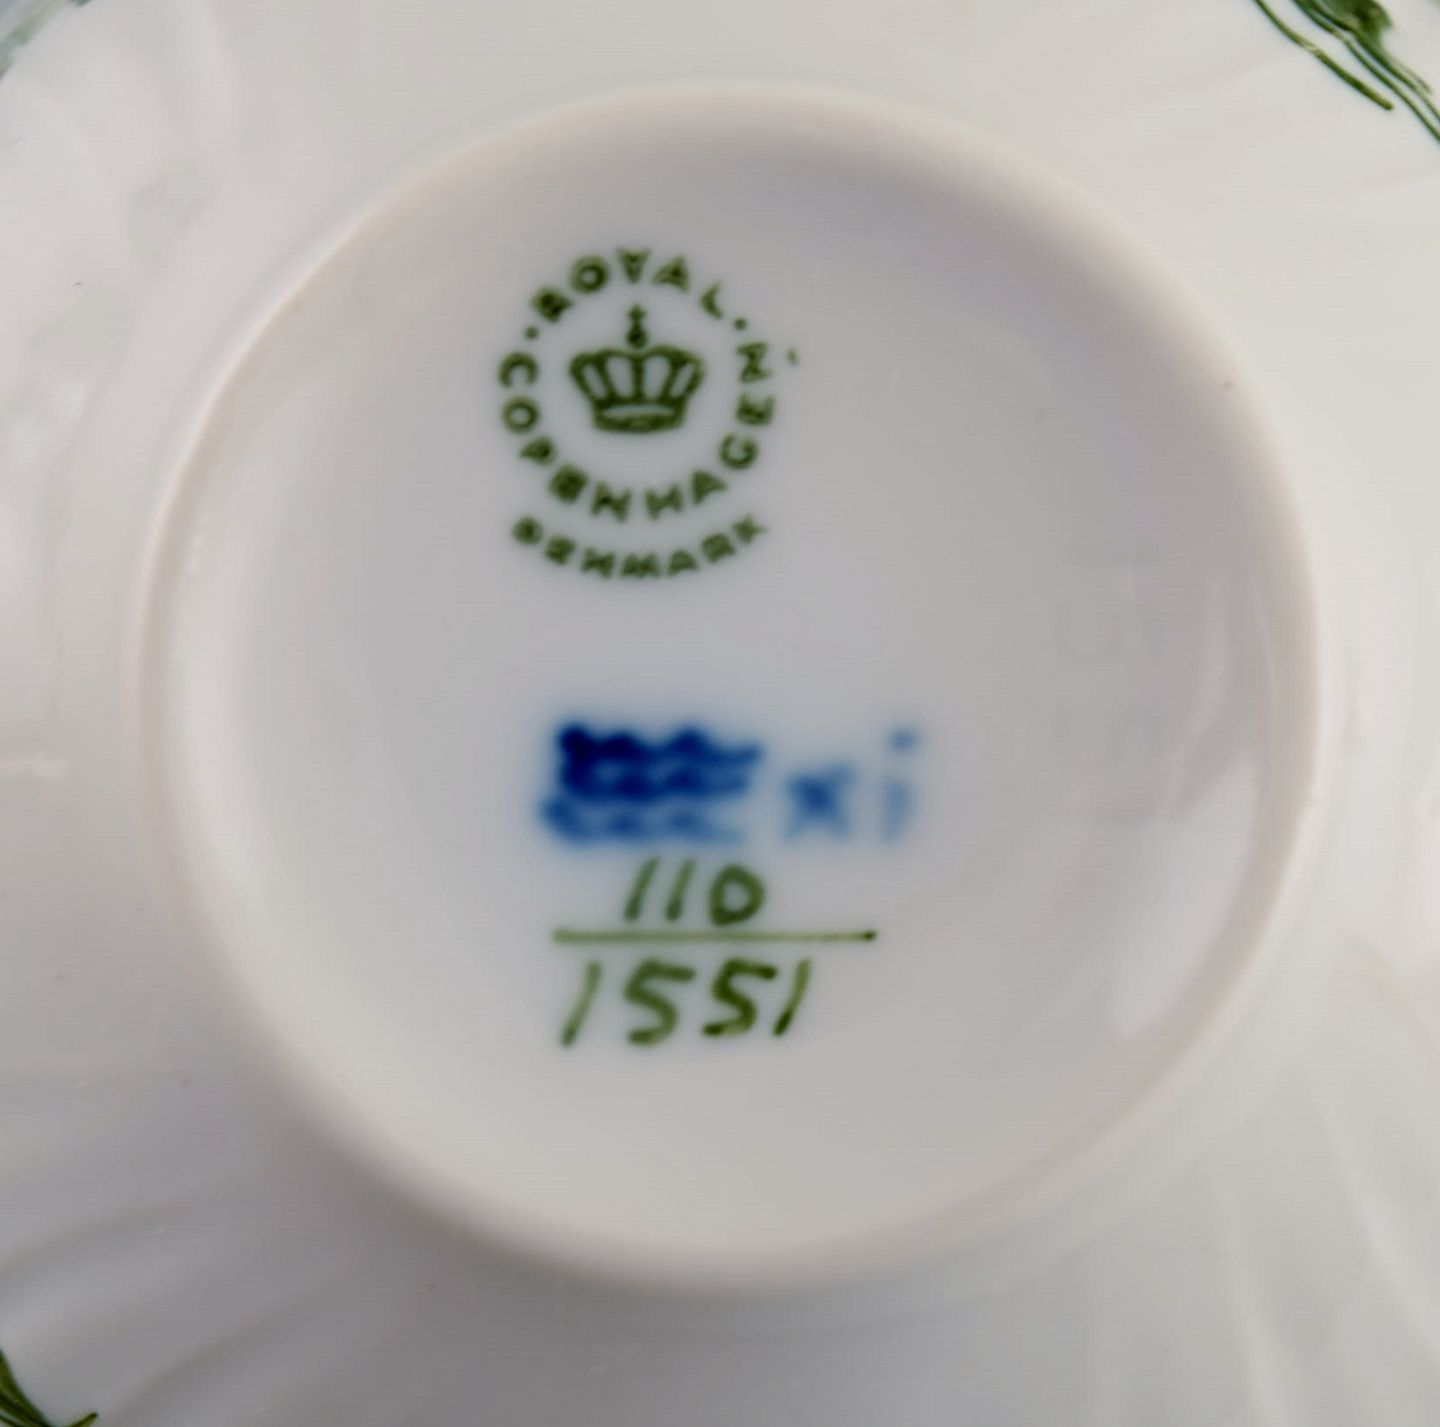 ROYAL
COPENHAGEN
DENMARK
xi
110
1551